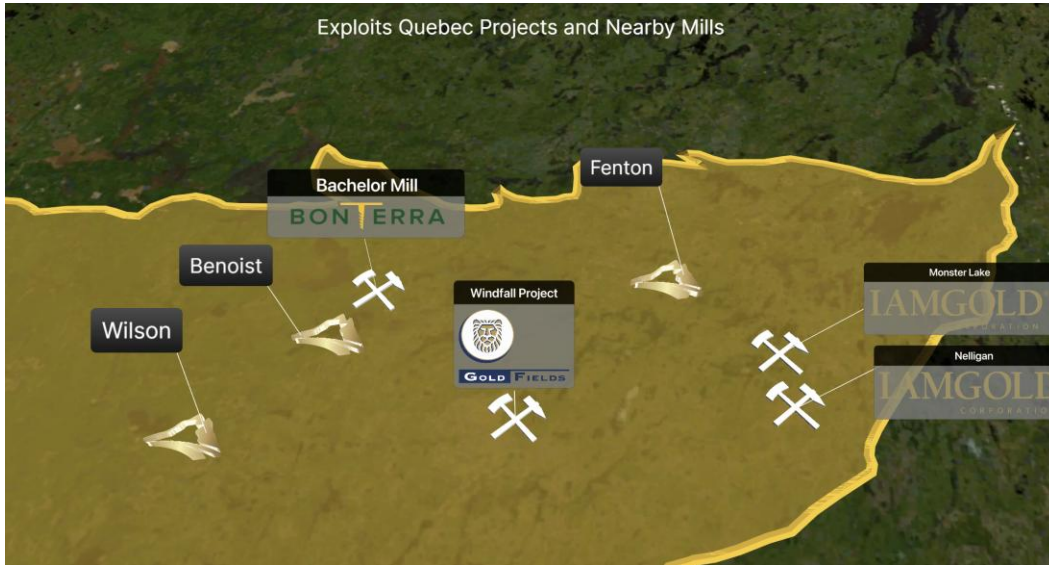 Exploits Quebec Projects and Nearby Mills
Fenton
Bachelor Mill
BONTERRA
Benoist
Monster Lake
IAMGOLD
CORPORATION
Windfall Project
GOLD FIELDS
Wilson
Nelligan
IAMGOLD
CORPORATIO